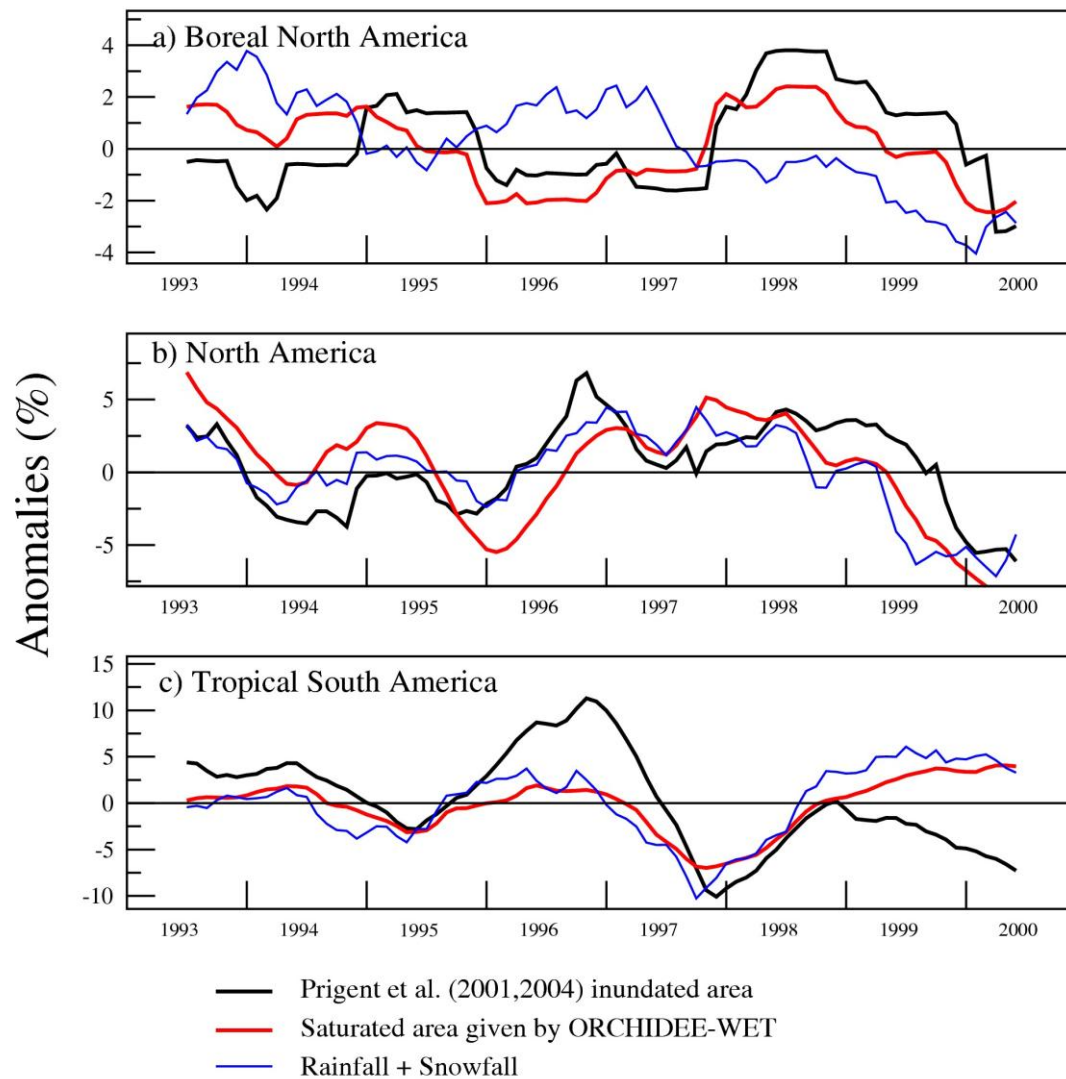 a) Boreal North America
4
2
0
-2
-4
1993 1994 1995 1996 1997 1998 1999 2000
b) North America
5
0
-5
1993 1994 1995 1996 1997 1998 1999 2000
Anomalies (%)
c) Tropical South America
15
10
5
0
-5
-10
1993 1994 1995 1996 1997 1998 1999 2000
Prigent et al. (2001,2004) inundated area
Saturated area given by ORCHIDEE-WET
Rainfall + Snowfall